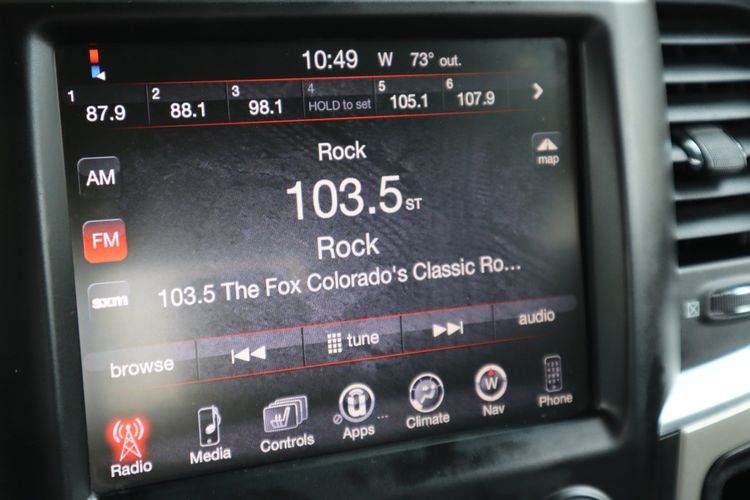 10:49 W 73° out.
1 87.9 2 88.1 3 98.1 4 HOLD to set 5 105.1 6 107.9
Rock
map
AM
103.5 ST
FM
Rock
sxm
103.5 The Fox Colorado's Classic Ro...
browse tune audio
Radio Media Controls Apps ... Climate Nav Phone
W